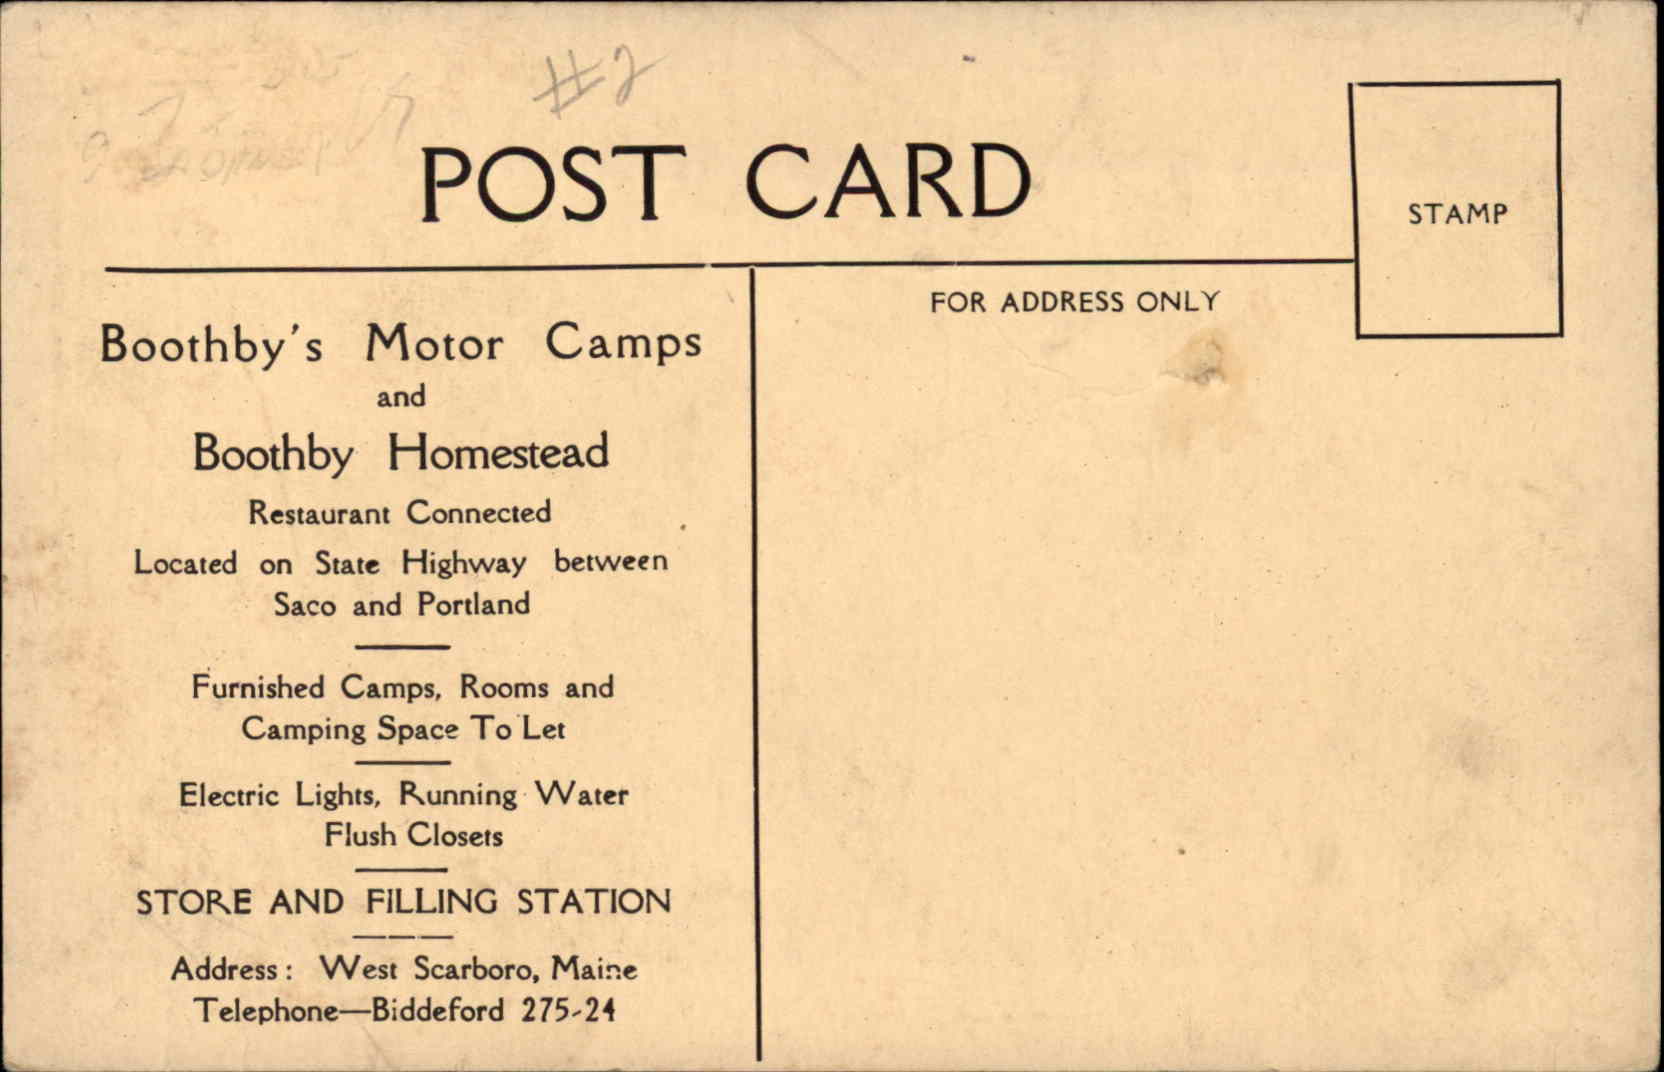 #2
POST CARD
STAMP
FOR ADDRESS ONLY
Boothby's Motor Camps
and
Boothby Homestead
Restaurant Connected
Located on State Highway between
Saco and Portland
Furnished Camps, Rooms and
Camping Space To Let
Electric Lights, Running Water
Flush Closets
STORE AND FILLING STATION
Address: West Scarboro, Maine
Telephone—Biddeford 275-24